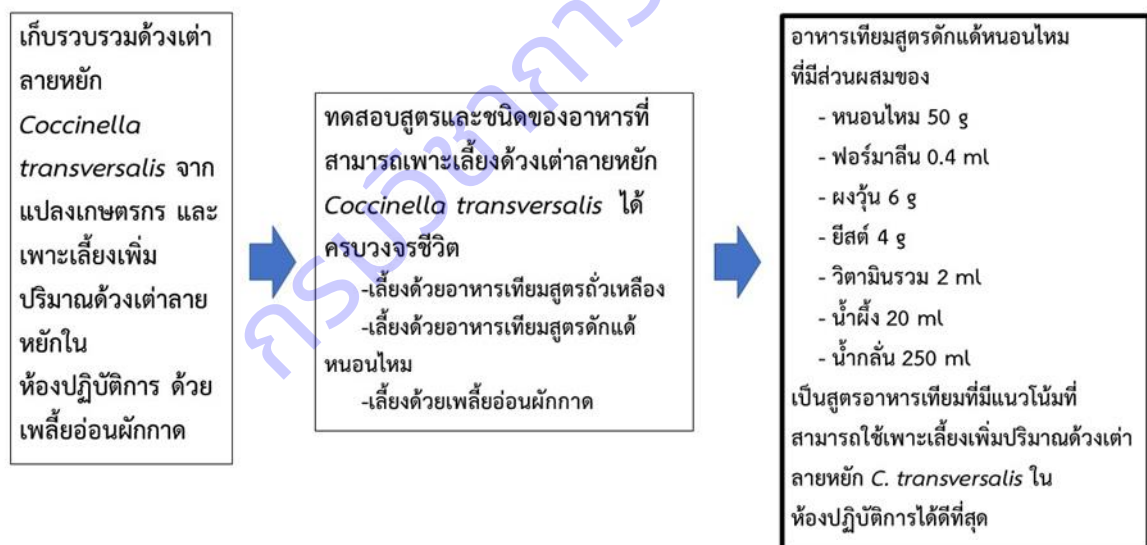 เก็บรวบรวมด้วงเต่า
ลายหยัก
Coccinella
transversalis จาก
แปลงเกษตรกร และ
เพาะเลี้ยงเพิ่ม
ปริมาณด้วงเต่าลาย
หยักใน
ห้องปฏิบัติการ ด้วย
เพลี้ยอ่อนผักกาด
ทดสอบสูตรและชนิดของอาหารที่
สามารถเพาะเลี้ยงด้วงเต่าลายหยัก
Coccinella transversalis ได้
ครบวงจรชีวิต
-เลี้ยงด้วยอาหารเทียมสูตรถั่วเหลือง
-เลี้ยงด้วยอาหารเทียมสูตรดักแด้
หนอนไหม
-เลี้ยงด้วยเพลี้ยอ่อนผักกาด
อาหารเทียมสูตรดักแด้หนอนไหม
ที่มีส่วนผสมของ
- หนอนไหม 50 g
- ฟอร์มาลีน 0.4 ml
- ผงวุ้น 6 g
- ยีสต์ 4 g
- วิตามินรวม 2 ml
- น้ำผึ้ง 20 ml
- น้ำกลั่น 250 ml
เป็นสูตรอาหารเทียมที่มีแนวโน้มที่
สามารถใช้เพาะเลี้ยงเพิ่มปริมาณด้วงเต่า
ลายหยัก C. transversalis ใน
ห้องปฏิบัติการได้ดีที่สุด
กรมวิชาการ